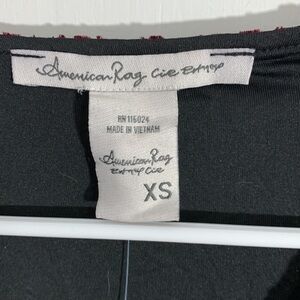 American Rag Cie
RN 116024
MADE IN VIETNAM
American Rag
Cie
XS